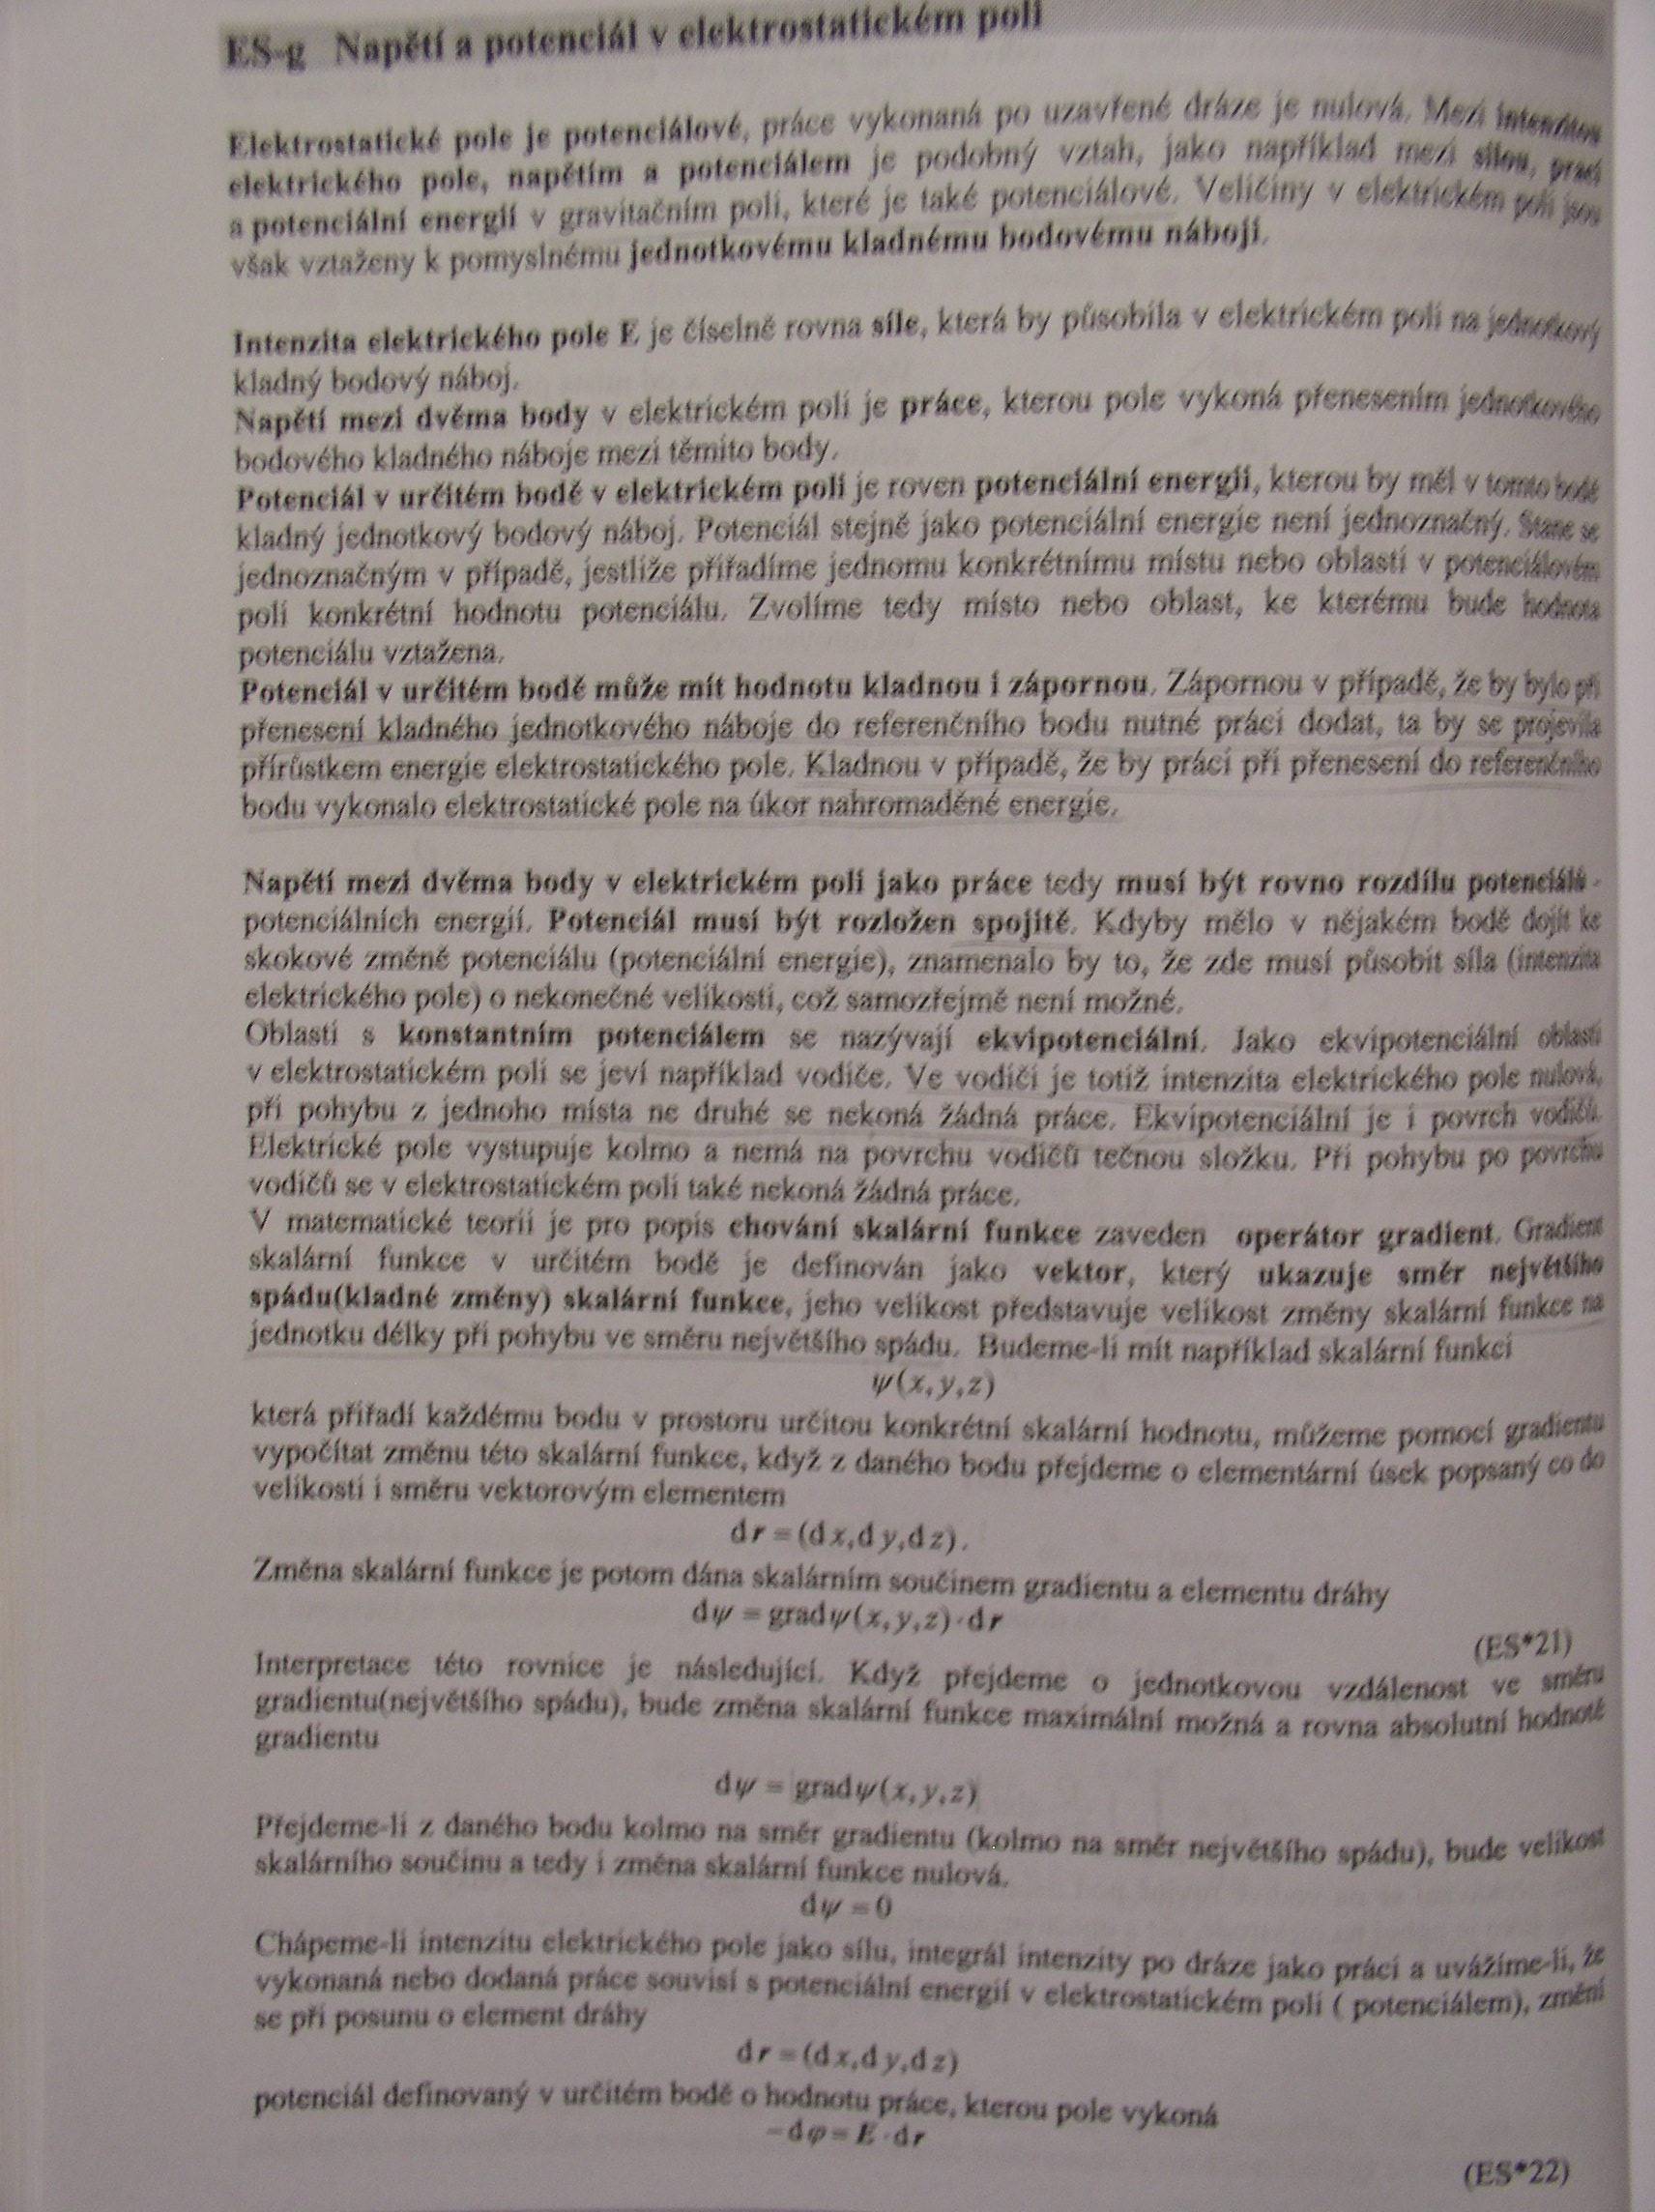 ES-g Napětí a potenciál v elektrostatickém poli
Elektrostatické pole je potenciálové, práce vykonaná po uzavřené dráze je nulová. Mezi intenzitou
elektrického pole, napětím a potenciálem je podobný vztah, jako například mezi silou, prací
a potenciální energií v gravitačním poli, které je také potenciálové. Veličiny v elektrickém poli jsou
však vztaženy k pomyslnému jednotkovému kladnému bodovému náboji.
Intenzita elektrického pole E je číselně rovna síle, která by působila v elektrickém poli na jednotkový
kladný bodový náboj.
Napětí mezi dvěma body v elektrickém poli je práce, kterou pole vykoná přenesením jednotkového
bodového kladného náboje mezi těmito body.
Potenciál v určitém bodě v elektrickém poli je roven potenciální energii, kterou by měl v tomto bodě
kladný jednotkový bodový náboj. Potenciál stejně jako potenciální energie není jednoznačný. Stane se
jednoznačným v případě, jestliže přiřadíme jednomu konkrétnímu místu nebo oblasti v potenciálovém
poli konkrétní hodnotu potenciálu. Zvolíme tedy místo nebo oblast, ke kterému bude hodnota
potenciálu vztažena.
Potenciál v určitém bodě může mít hodnotu kladnou i zápornou. Zápornou v případě, že by bylo při
přenesení kladného jednotkového náboje do referenčního bodu nutné práci dodat, ta by se projevila
přírůstkem energie elektrostatického pole. Kladnou v případě, že by práci při přenesení do referenčního
bodu vykonalo elektrostatické pole na úkor nahromaděné energie.
Napětí mezi dvěma body v elektrickém poli jako práce tedy musí být rovno rozdílu potenciálů -
potenciálních energií. Potenciál musí být rozložen spojitě. Kdyby mělo v nějakém bodě dojít ke
skokové změně potenciálu (potenciální energie), znamenalo by to, že zde musí působit síla (intenzita
elektrického pole) o nekonečné velikosti, což samozřejmě není možné.
Oblasti s konstantním potenciálem se nazývají ekvipotenciální. Jako ekvipotenciální oblasti
v elektrostatickém poli se jeví například vodiče. Ve vodiči je totiž intenzita elektrického pole nulová,
při pohybu z jednoho místa ne druhé se nekoná žádná práce. Ekvipotenciální je i povrch vodičů.
Elektrické pole vystupuje kolmo a nemá na povrchu vodičů tečnou složku. Při pohybu po povrchu
vodičů se v elektrostatickém poli také nekoná žádná práce.
V matematické teorii je pro popis chování skalární funkce zaveden operátor gradient. Gradient
skalární funkce v určitém bodě je definován jako vektor, který ukazuje směr největšího
spádu(kladné změny) skalární funkce, jeho velikost představuje velikost změny skalární funkce na
jednotku délky při pohybu ve směru největšího spádu. Budeme-li mít například skalární funkci
ψ(x,y,z)
která přiřadí každému bodu v prostoru určitou konkrétní skalární hodnotu, můžeme pomocí gradientu
vypočítat změnu této skalární funkce, když z daného bodu přejdeme o elementární úsek popsaný co do
velikosti i směru vektorovým elementem
dr = (dx,dy,dz).
Změna skalární funkce je potom dána skalárním součinem gradientu a elementu dráhy
dψ = gradψ(x,y,z)·dr
(ES*21)
Interpretace této rovnice je následující. Když přejdeme o jednotkovou vzdálenost ve směru
gradientu(největšího spádu), bude změna skalární funkce maximální možná a rovna absolutní hodnotě
gradientu
dψ = |gradψ(x,y,z)|
Přejdeme-li z daného bodu kolmo na směr gradientu (kolmo na směr největšího spádu), bude velikost
skalárního součinu a tedy i změna skalární funkce nulová.
dψ = 0
Chápeme-li intenzitu elektrického pole jako sílu, integrál intenzity po dráze jako práci a uvážíme-li, že
vykonaná nebo dodaná práce souvisí s potenciální energií v elektrostatickém poli ( potenciálem), změní
se při posunu o element dráhy
dr = (dx,dy,dz)
potenciál definovaný v určitém bodě o hodnotu práce, kterou pole vykoná
−dφ = E·dr
(ES*22)